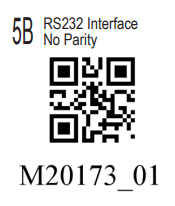 5B RS232 Interface
No Parity
M20173_01